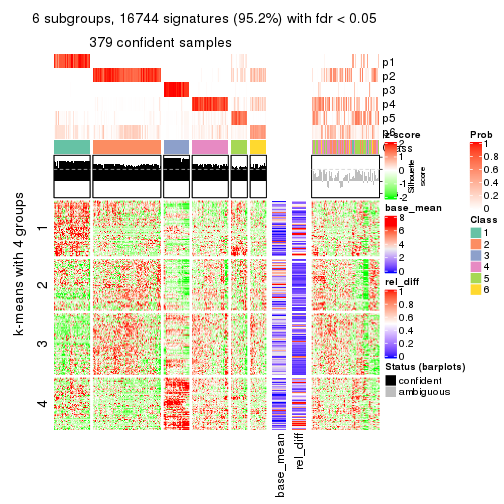 6 subgroups, 16744 signatures (95.2%) with fdr < 0.05
379 confident samples
p1
p2
p3
p4
p5
p6
Class
z-score
2
1
0
-1
-2
Silhouette
score
Prob
1
0.8
0.6
0.4
0.2
0
base_mean
8
6
4
2
0
Class
1
2
3
4
5
6
rel_diff
1
0.8
0.6
0.4
0.2
0
Status (barplots)
confident
ambiguous
k-means with 4 groups
1
2
3
4
base_mean
rel_diff